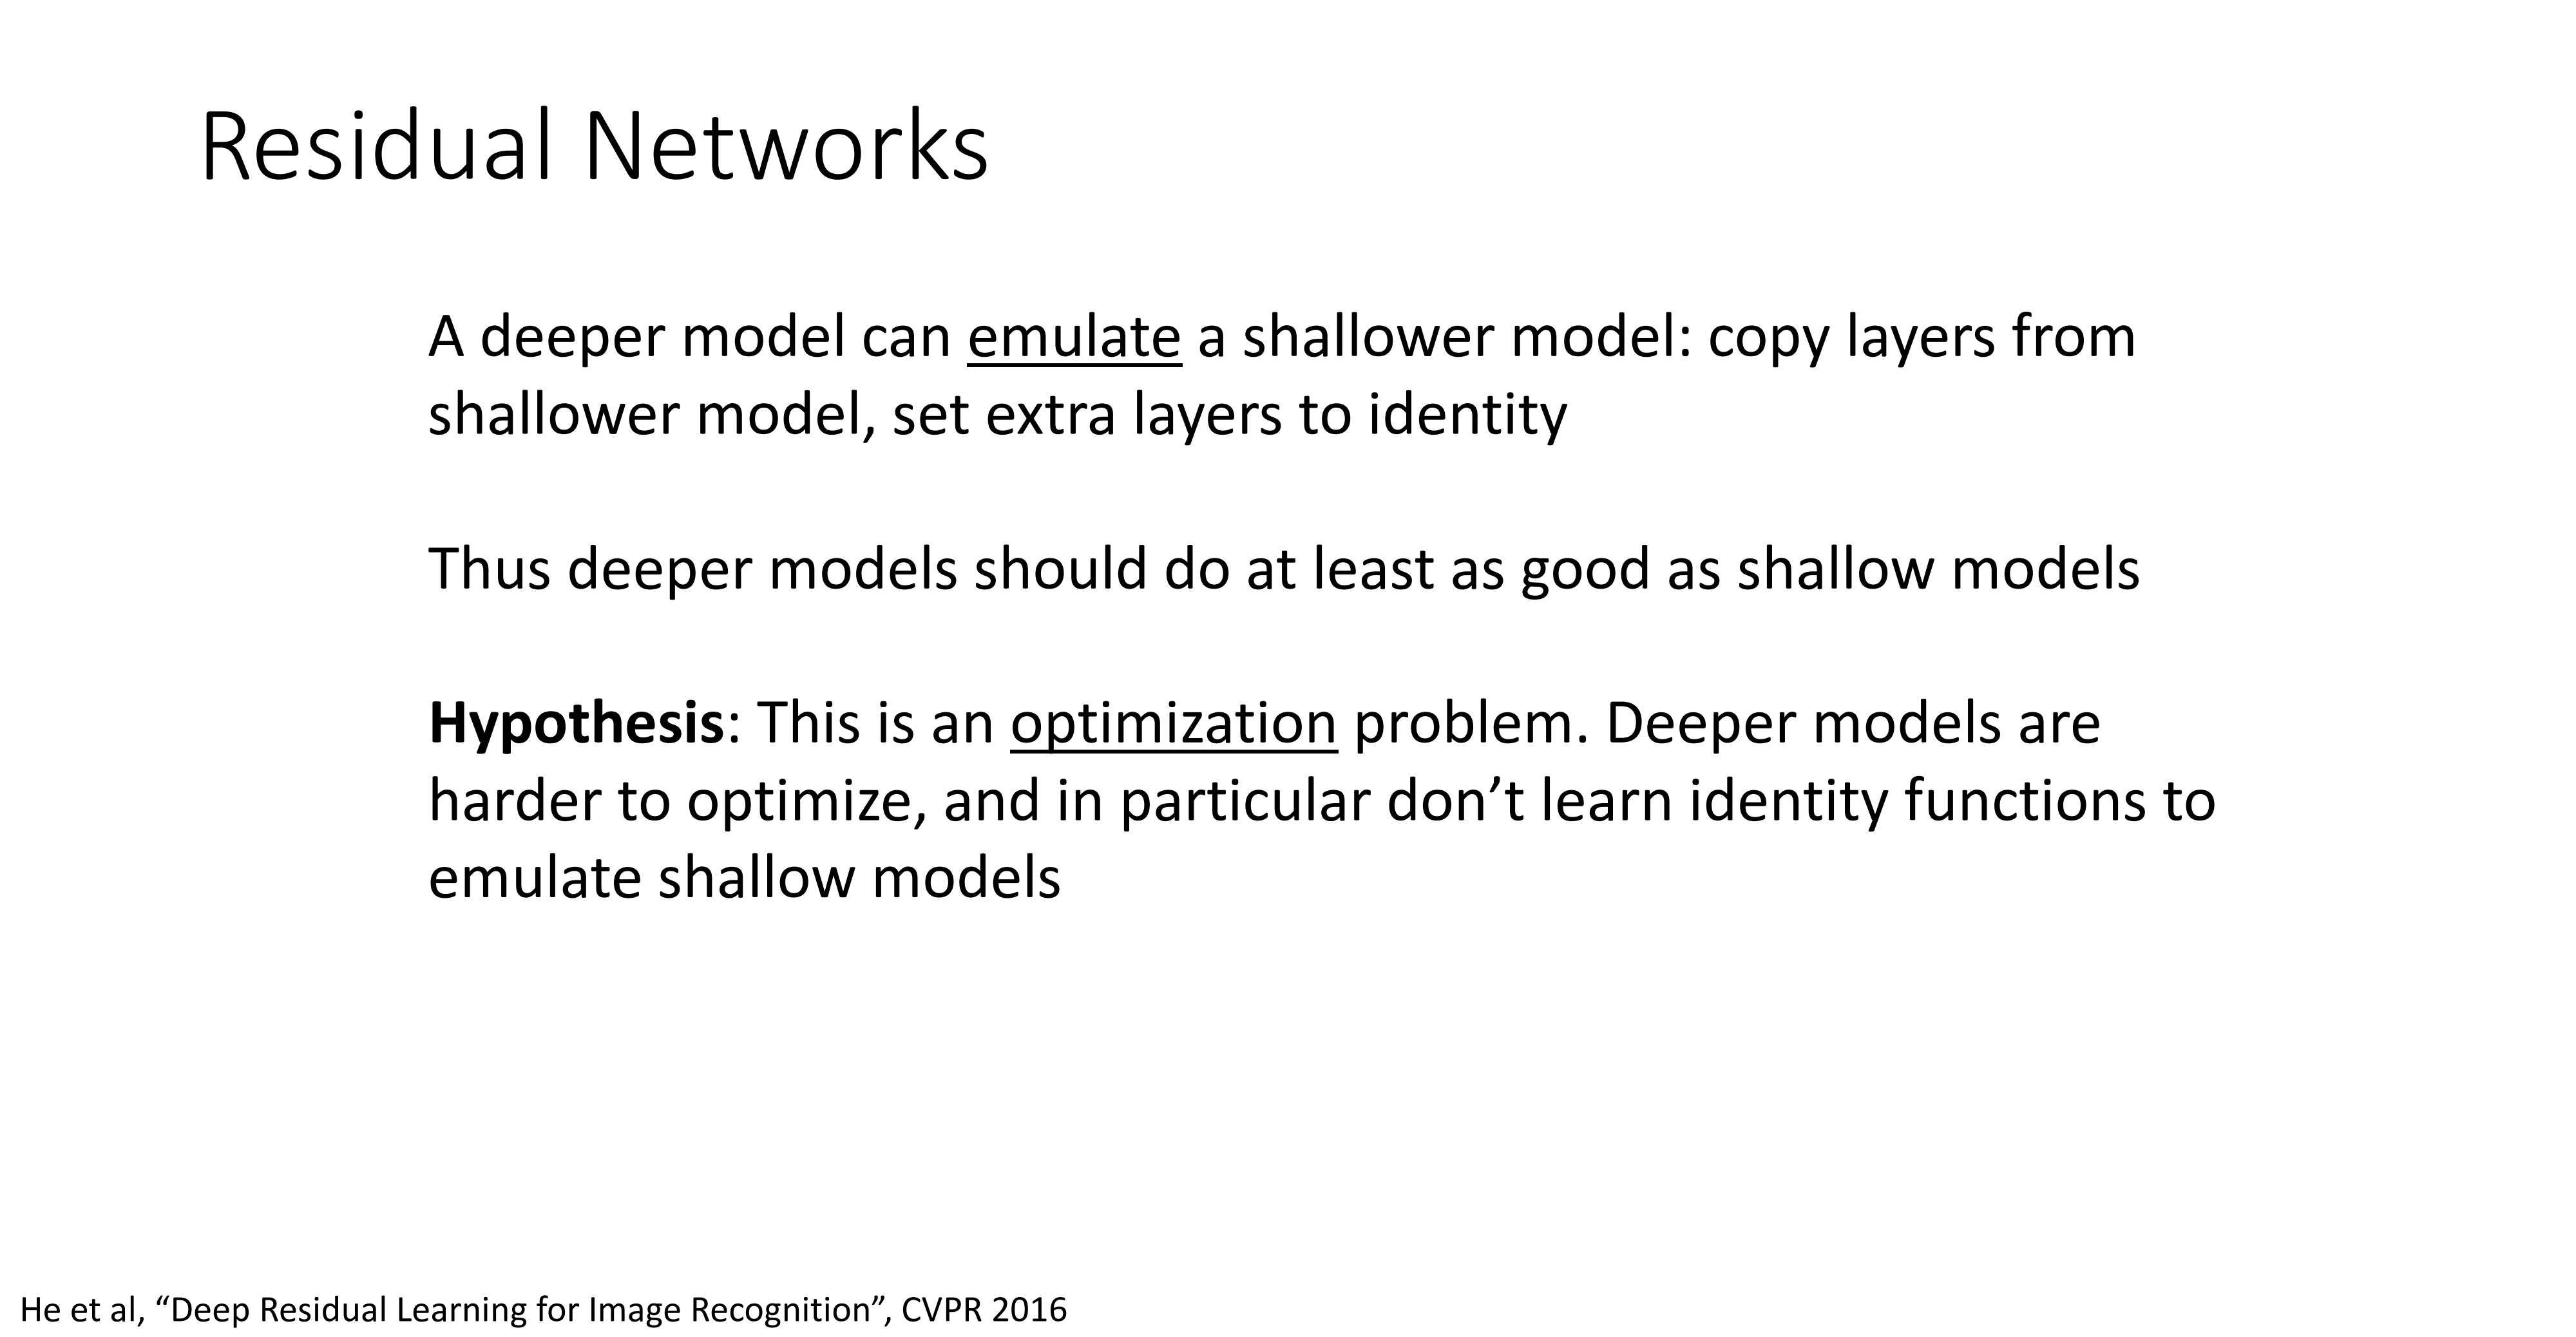 Residual Networks
A deeper model can emulate a shallower model: copy layers from
shallower model, set extra layers to identity
Thus deeper models should do at least as good as shallow models
Hypothesis: This is an optimization problem. Deeper models are
harder to optimize, and in particular don’t learn identity functions to
emulate shallow models
He et al, “Deep Residual Learning for Image Recognition”, CVPR 2016